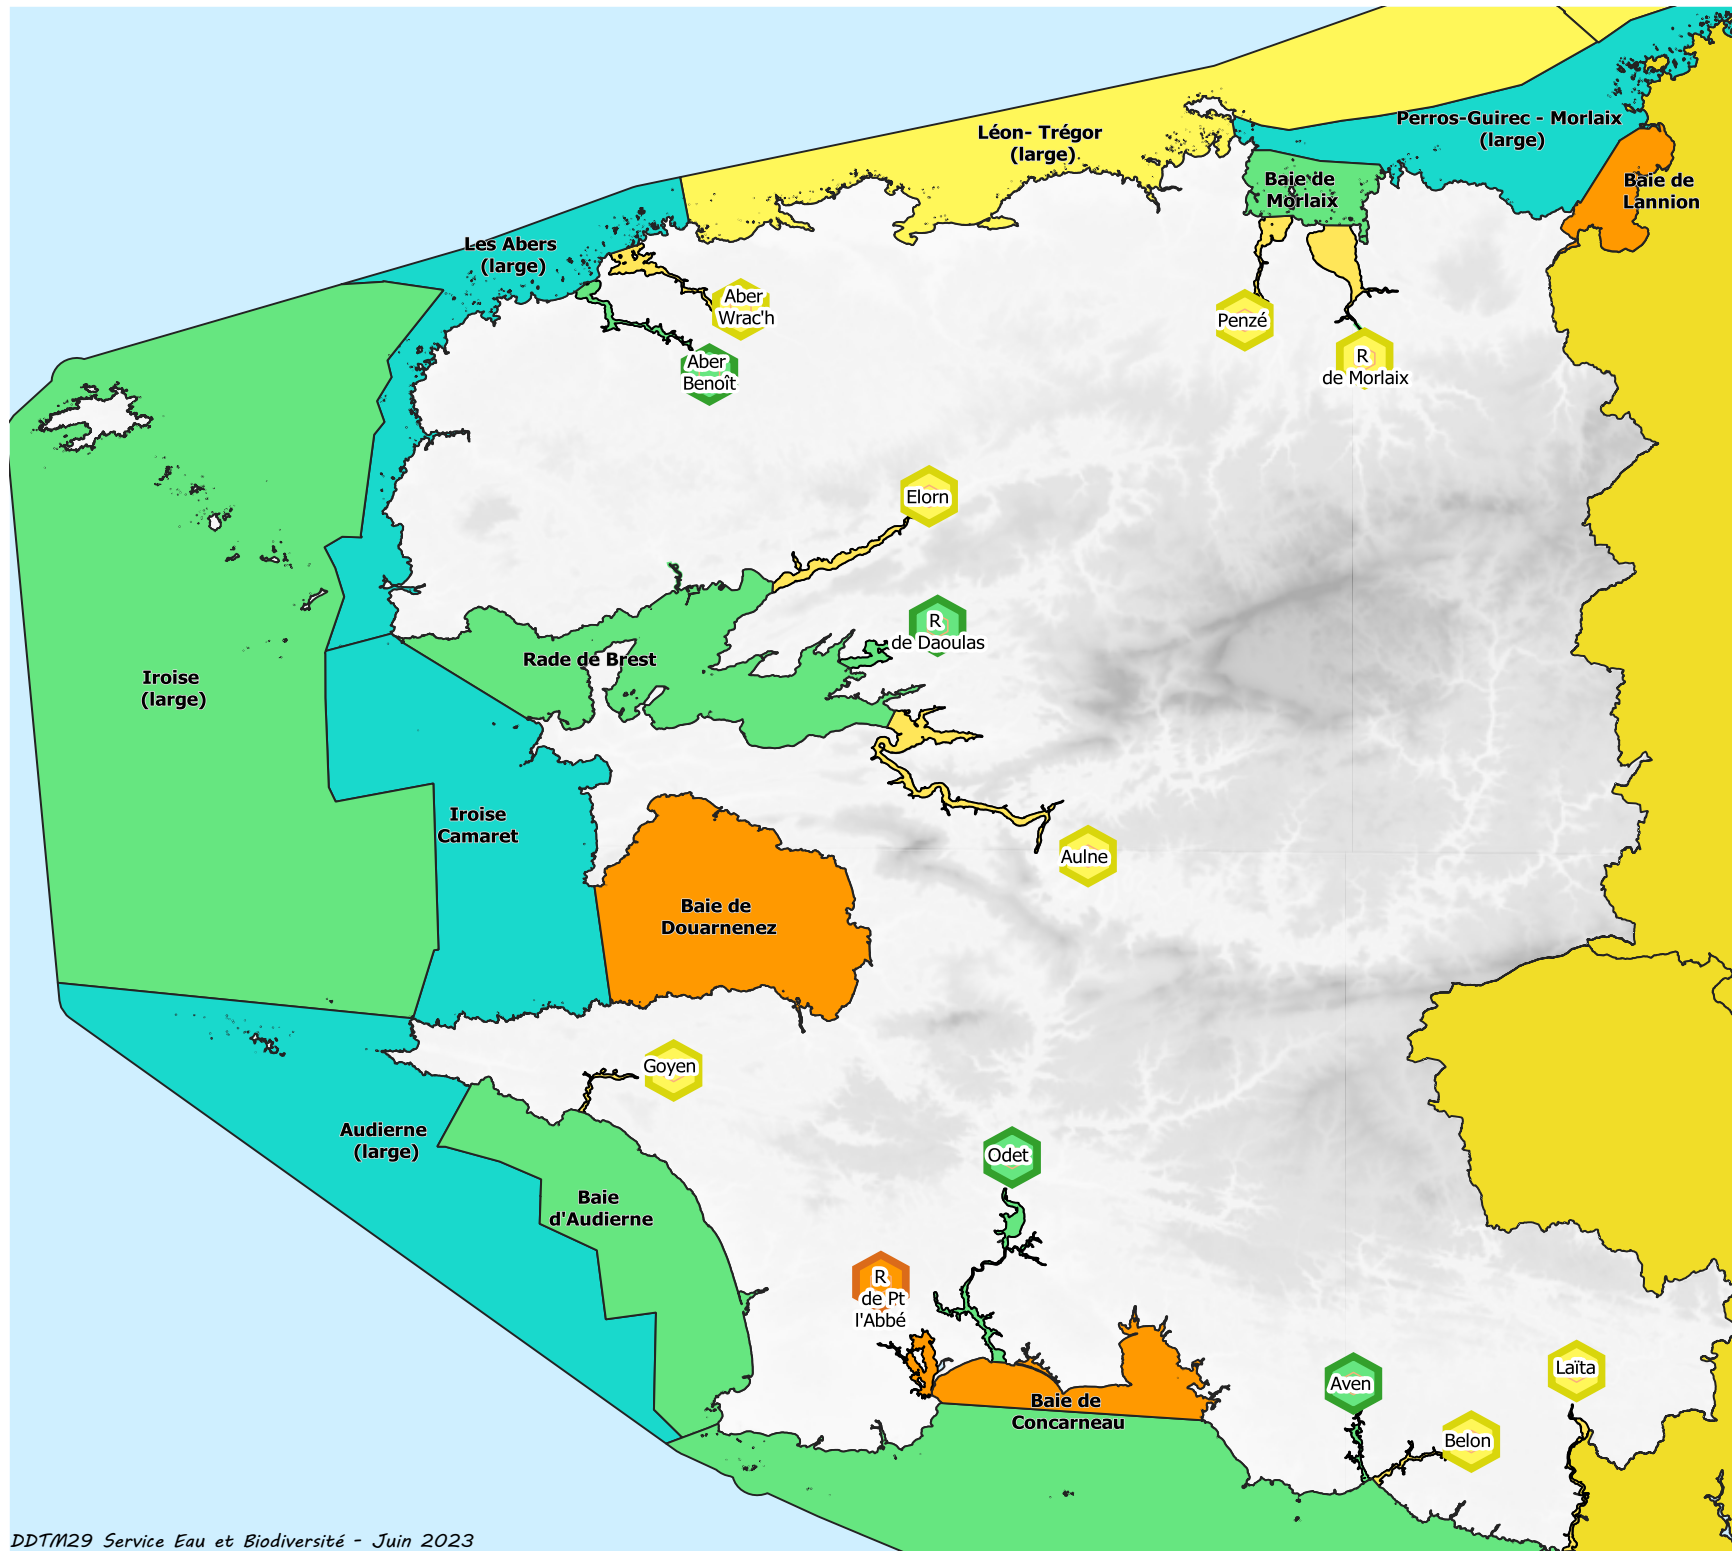 Perros-Guirec - Morlaix
(large)
Léon- Trégor
(large)
Baie de
Morlaix
Baie de
Lannion
Les Abers
(large)
Aber
Wrac'h
Penzé
R
de Morlaix
Aber
Benoît
Elorn
R
de Daoulas
Rade de Brest
Iroise
(large)
Iroise
Camaret
Aulne
Baie de
Douarnenez
Goyen
Audierne
(large)
Odet
Baie
d'Audierne
R
de Pt
l'Abbé
Laïta
Aven
Baie de
Concarneau
Belon
DDTM29 Service Eau et Biodiversité - Juin 2023